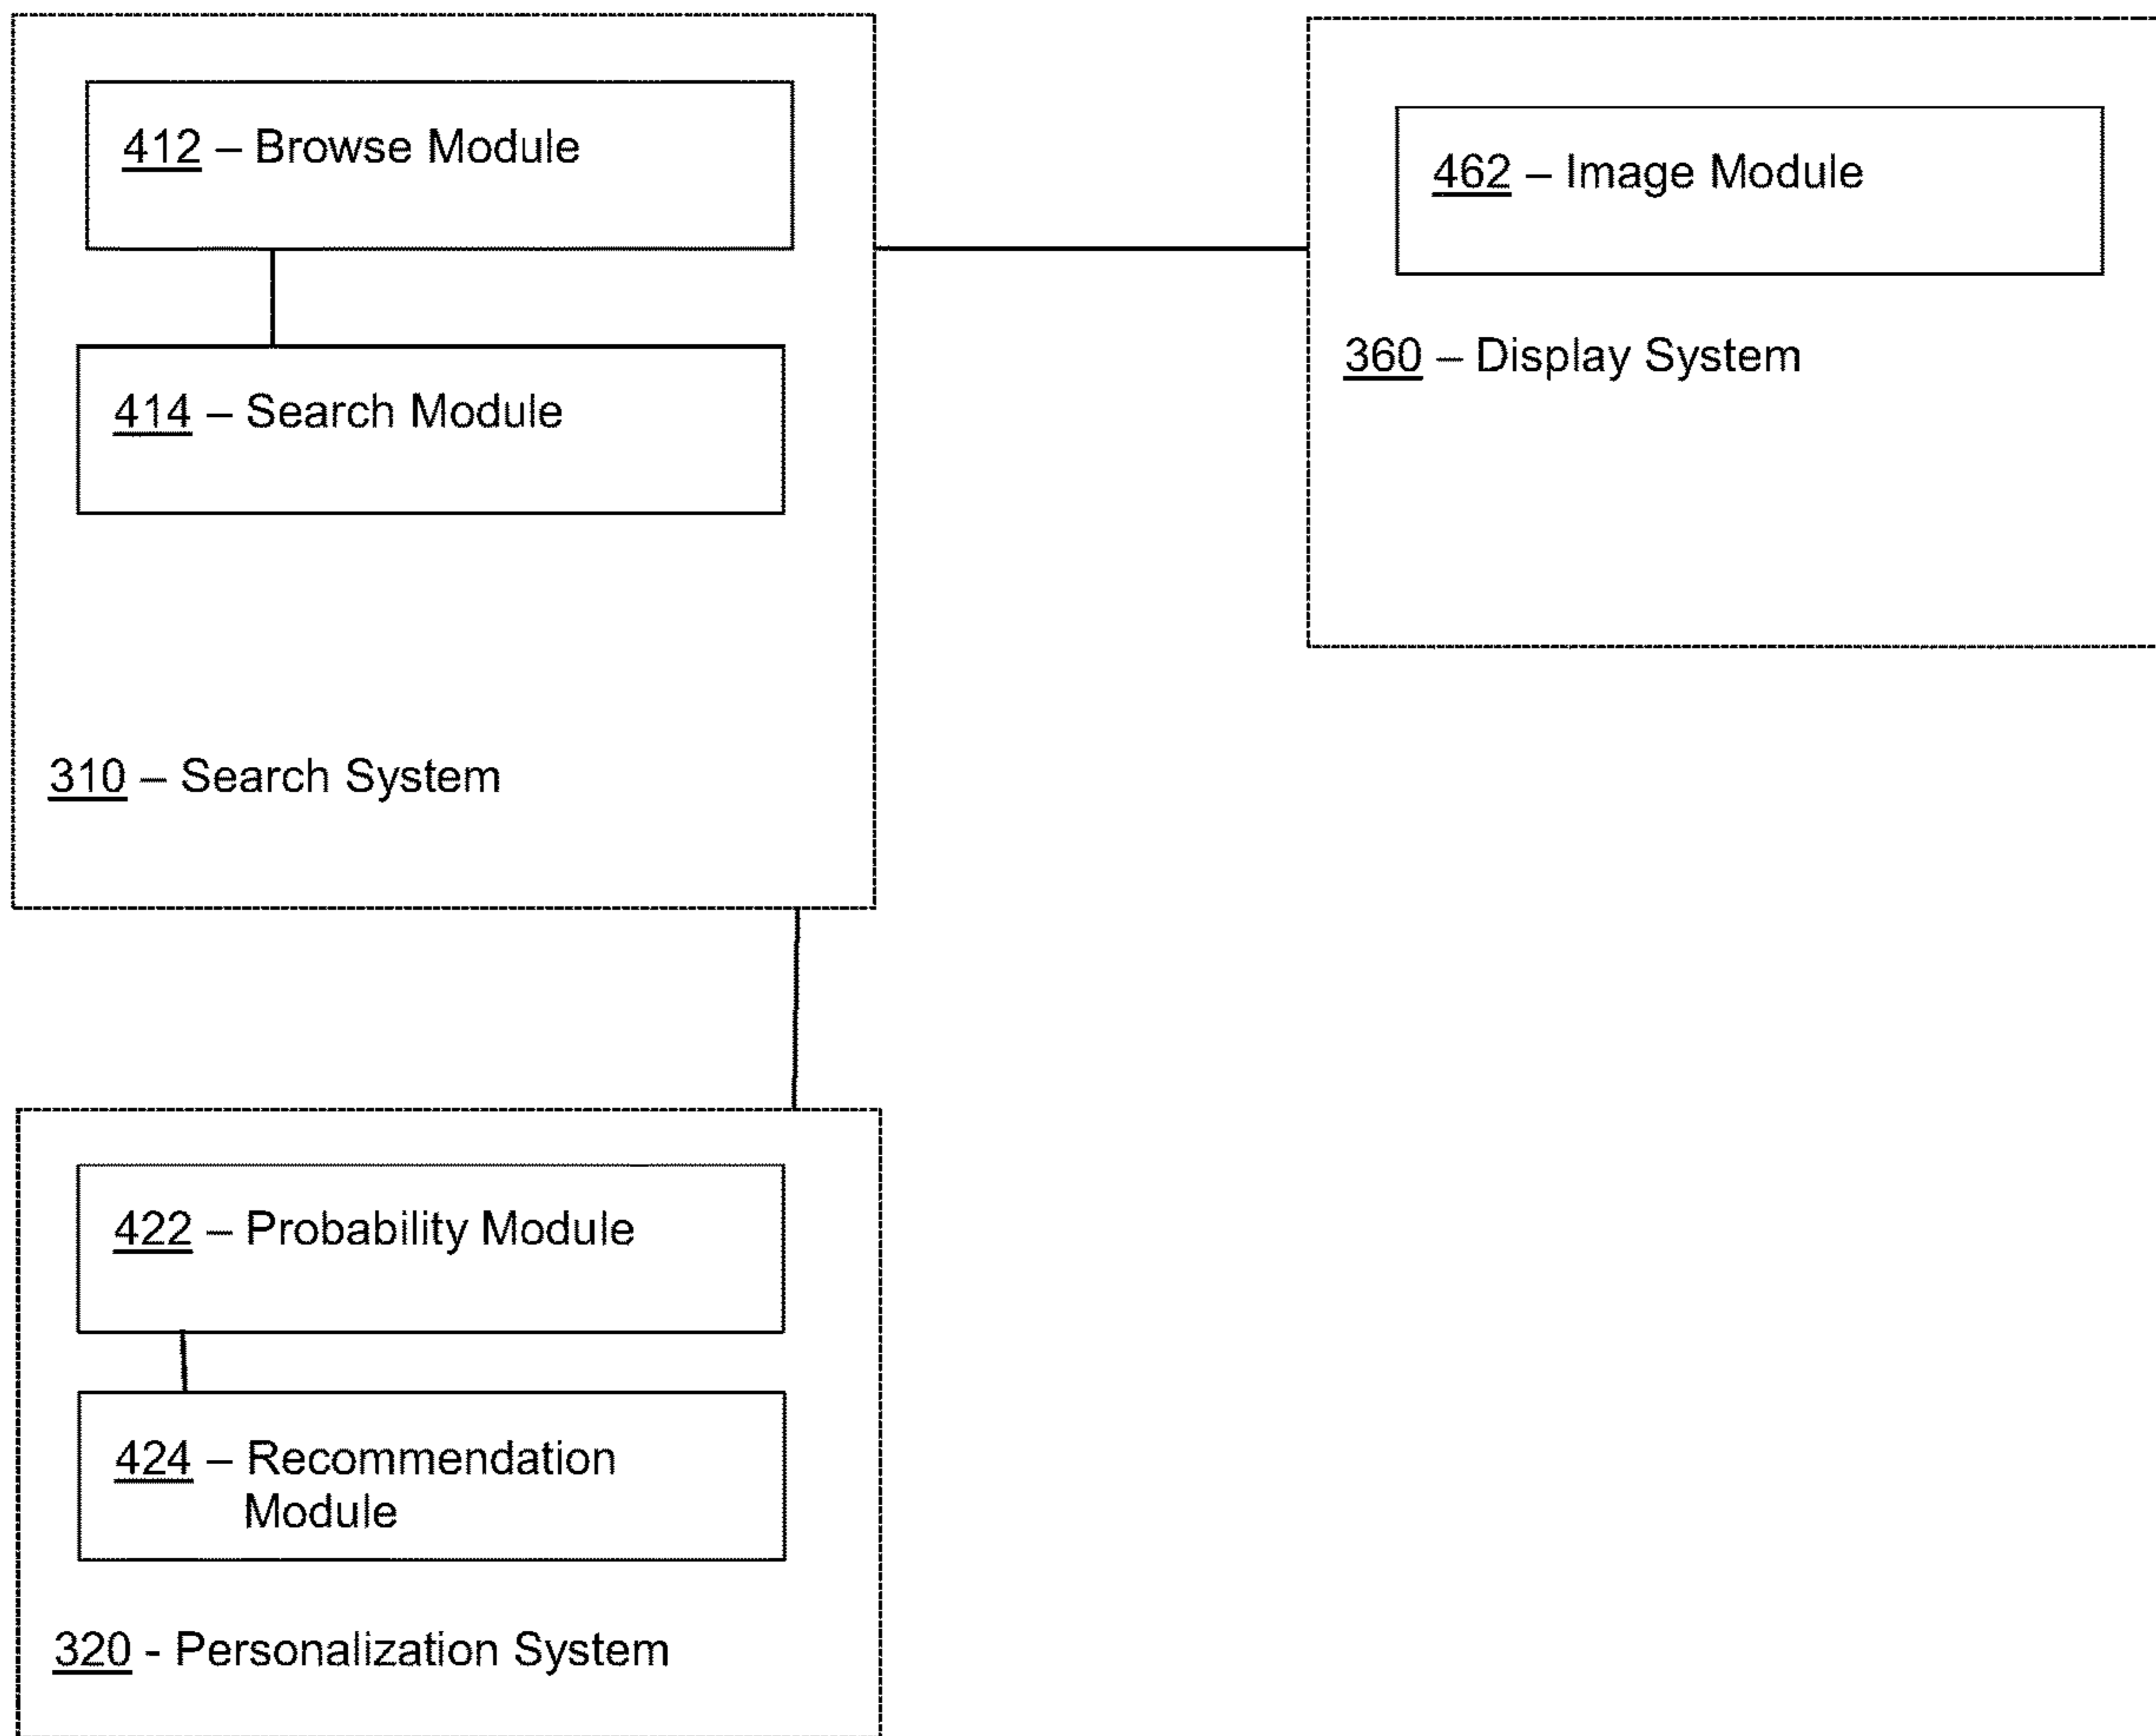 412 – Browse Module
414 – Search Module
310 – Search System
462 – Image Module
360 – Display System
422 – Probability Module
424 – Recommendation
Module
320 - Personalization System